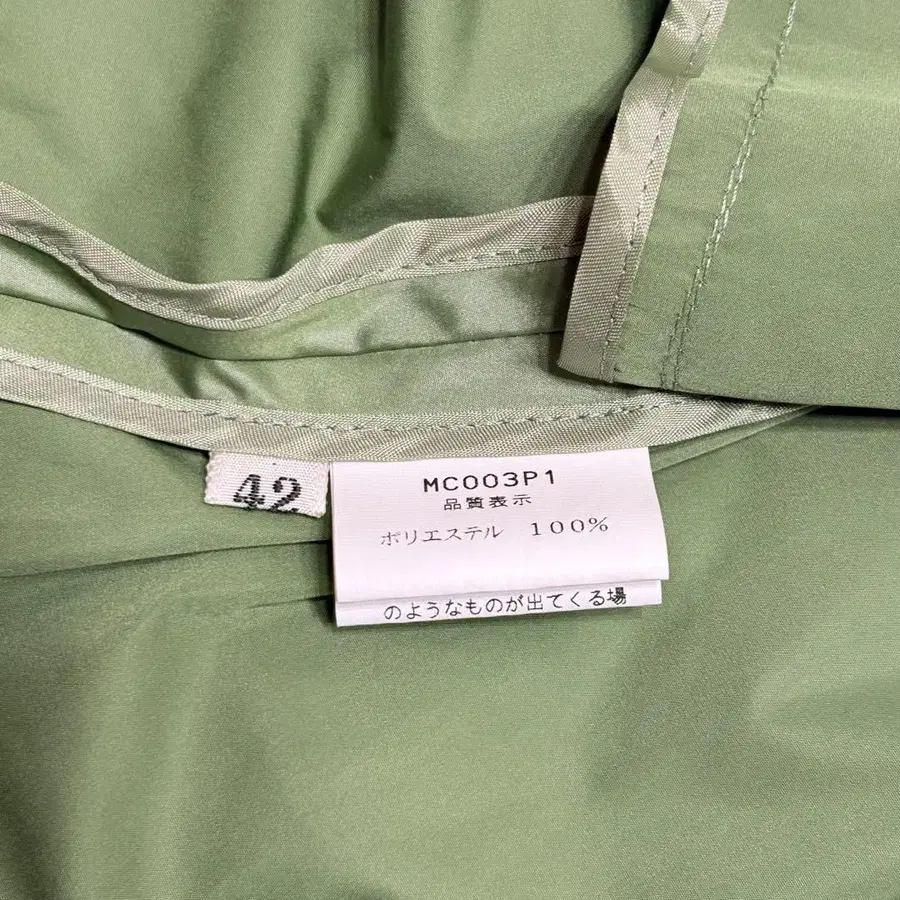 42
MC003P1
品質表示
ポリエステル 100%
のようなものが出てくる場